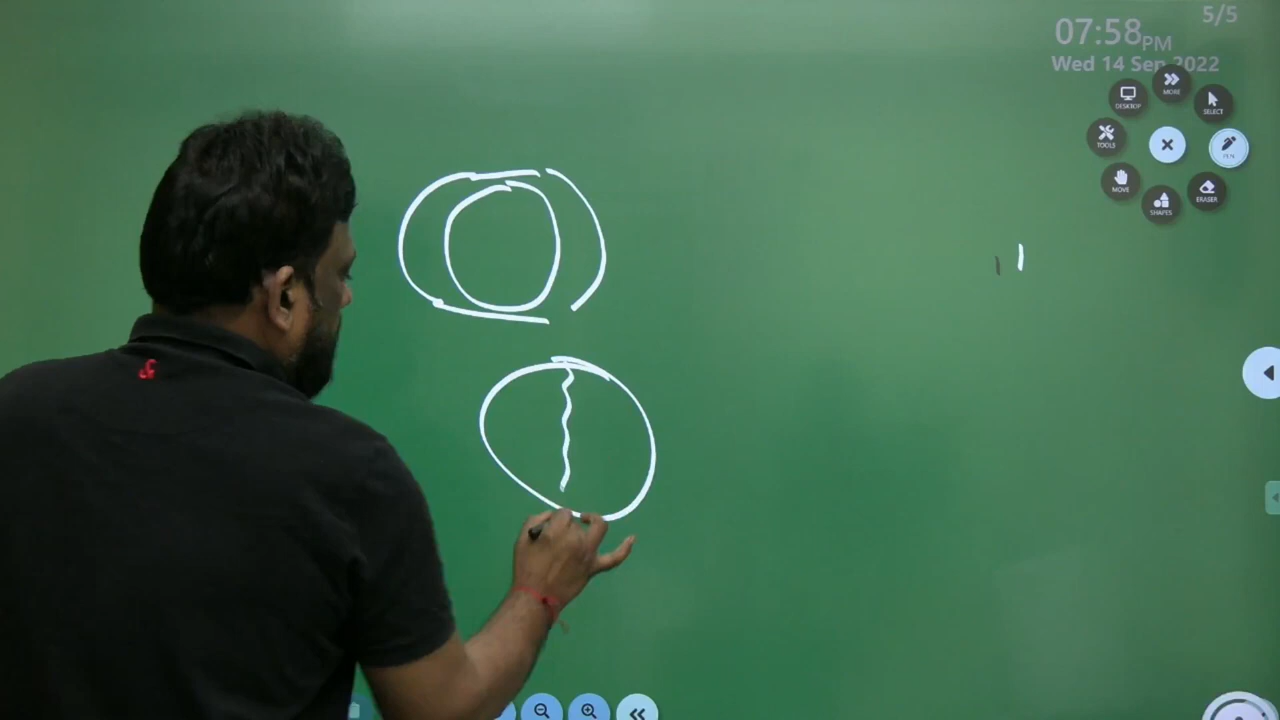 5/5
07:58PM
Wed 14 Sep 2022
MORE
DESKTOP
SELECT
TOOLS
PEN
MOVE
ERASER
SHAPES